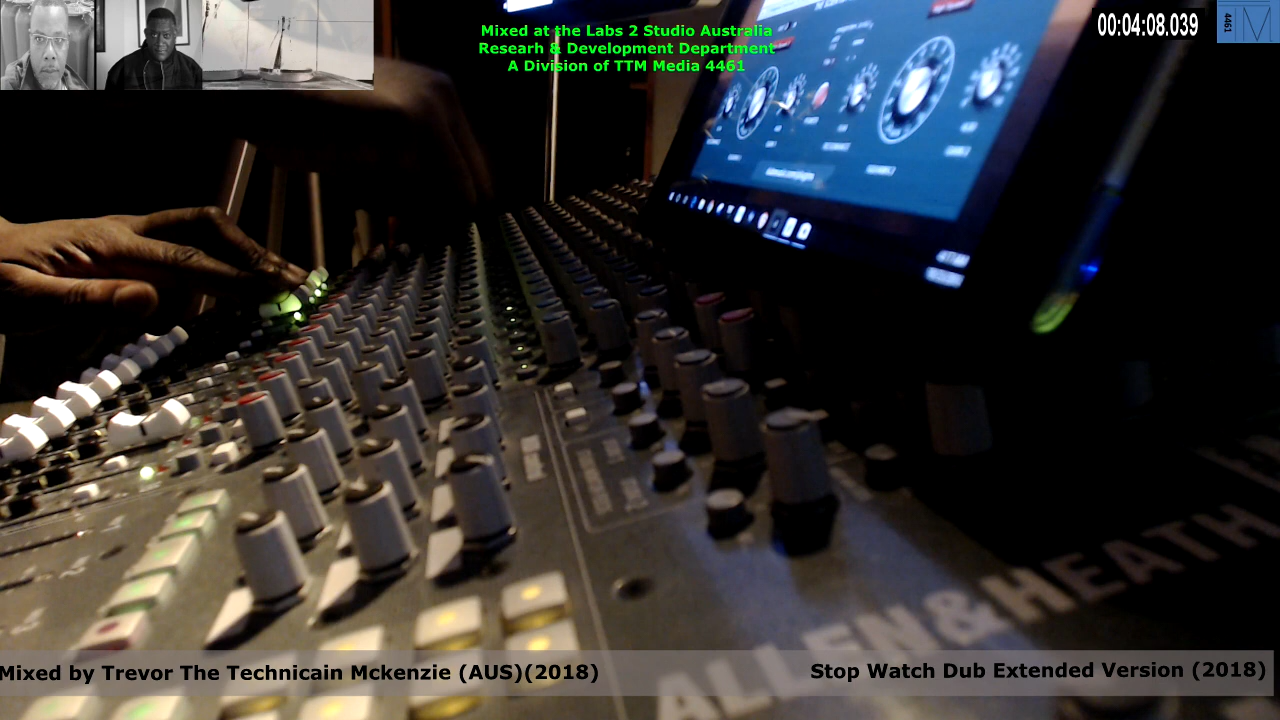 Mixed at the Labs 2 Studio Australia
Researh & Development Department
A Division of TTM Media 4461
00:04:08.039
4461
ALLEN&HEATH
Mixed by Trevor The Technicain Mckenzie (AUS)(2018)
Stop Watch Dub Extended Version (2018)